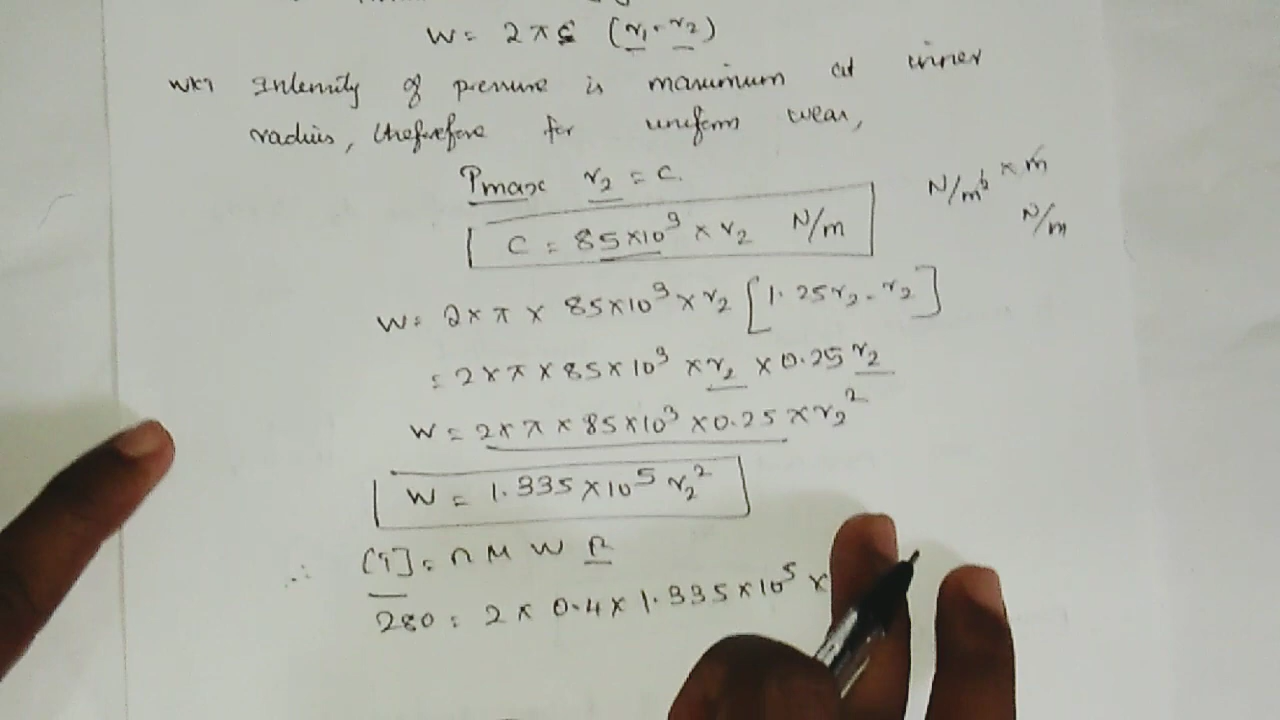 W = 2πC (r₁-r₂)
WKT Intensity of pressure is maximum at inner
radius, therefore for uniform wear,
Pmax r₂ = C.
C = 85×10³ × r₂ N/m
N/m² × m
N/m
W = 2×π× 85×10³ × r₂ [1.25r₂-r₂]
= 2×π×85×10³ ×r₂ ×0.25 r₂
W = 2×π×85×10³ ×0.25 ×r₂²
W = 1.335 ×10⁵ r₂²
∴ [T] = n μ W R
280 = 2 × 0.4 × 1.335×10⁵ ×